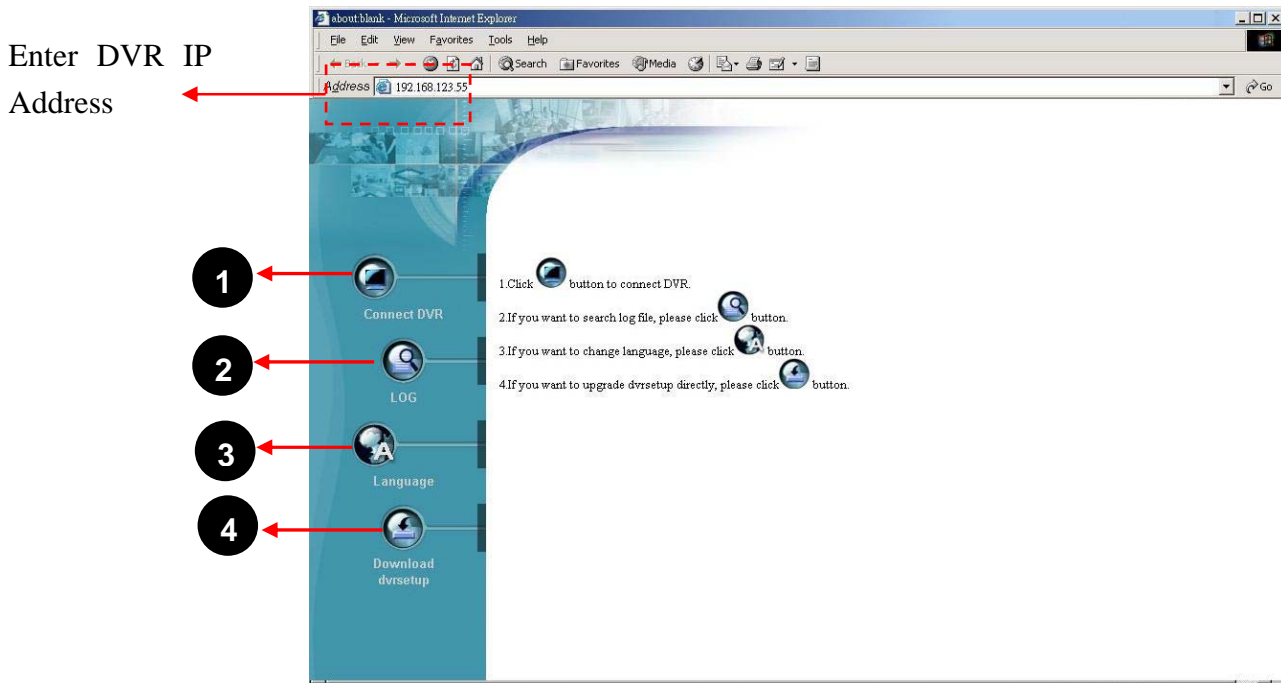 about:blank - Microsoft Internet Explorer
File Edit View Favorites Tools Help
Enter DVR IP
Address
Back Search Favorites Media
Address 192.168.123.55 Go
1
Connect DVR
2
LOG
3
Language
4
Download
dvrsetup
1.Click button to connect DVR.
2.If you want to search log file, please click button.
3.If you want to change language, please click button.
4.If you want to upgrade dvrsetup directly, please click button.